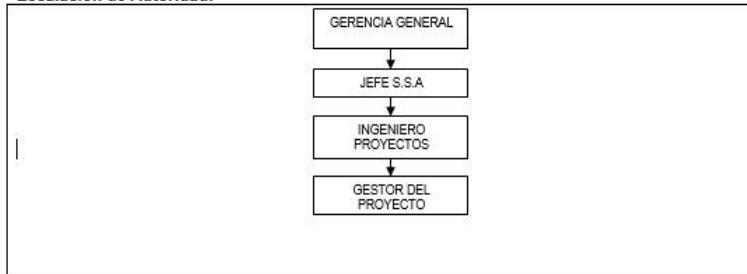 GERENCIA GENERAL
JEFE S.S.A
INGENIERO
PROYECTOS
GESTOR DEL
PROYECTO